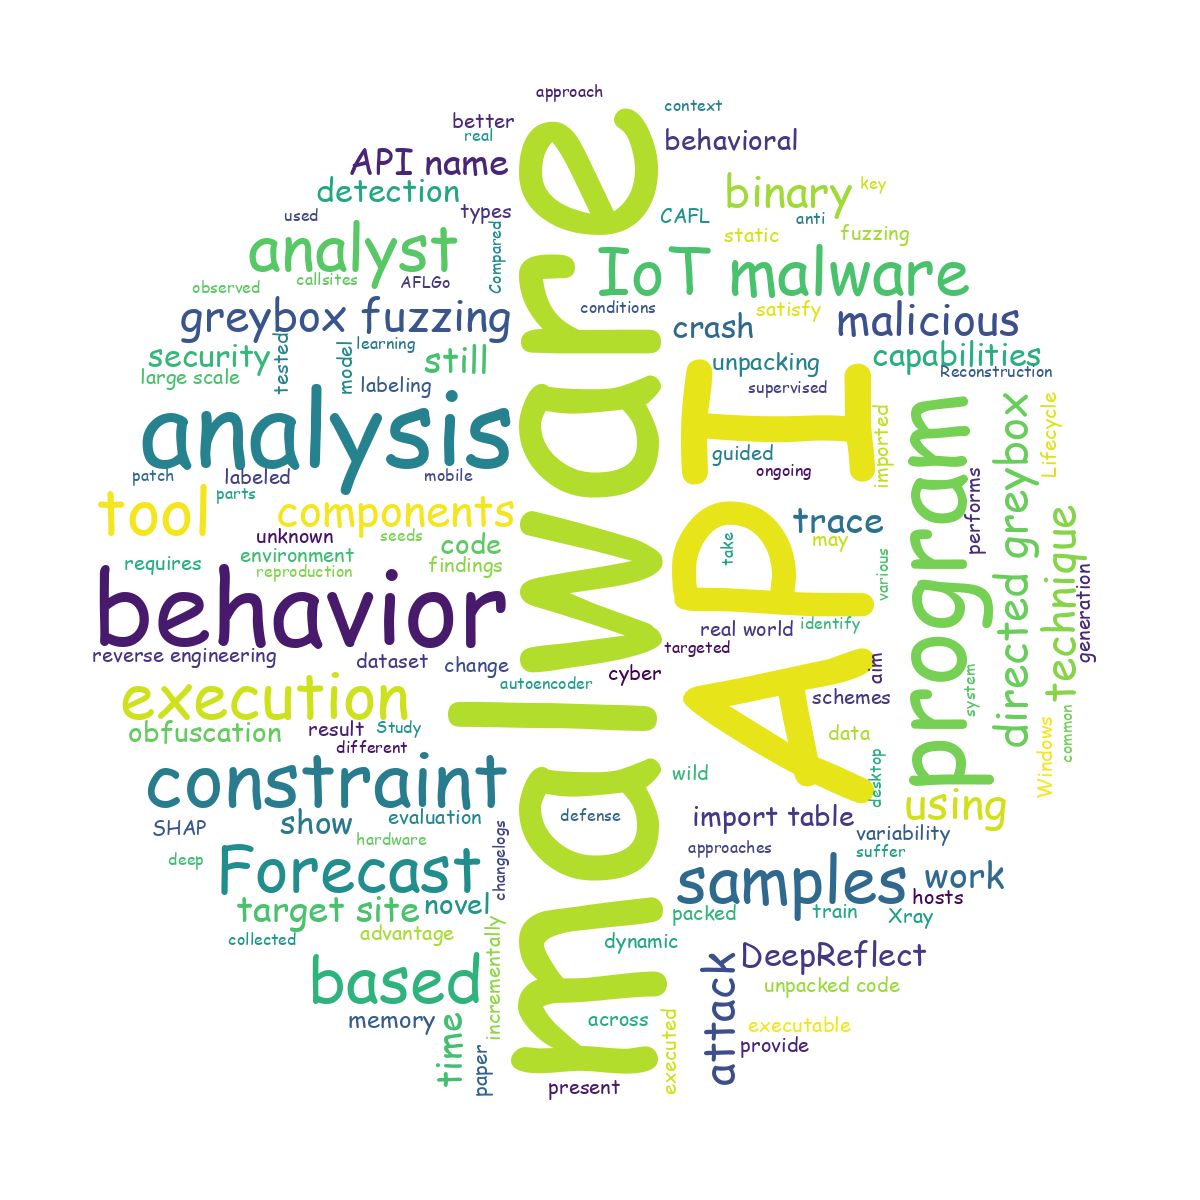 approach
context
better
real
behavioral
API name
detection
binary
key
used
types
CAFL
anti
analyst
Compared
static
fuzzing
IoT malware
observed
callsites
AFLGo
greybox fuzzing
conditions
satisfy
crash
malicious
security
tested
model
learning
still
unpacking
capabilities
large scale
labeling
supervised
Reconstruction
malware
API
analysis
program
directed greybox
Lifecycle
imported
guided
ongoing
patch
labeled
mobile
parts
performs
tool
components
trace
technique
unknown
seeds
code
take
may
requires
environment
findings
reproduction
various
generation
behavior
real world
identify
reverse engineering
dataset
change
targeted
cyber
aim
autoencoder
system
execution
schemes
obfuscation
result
Study
different
data
Windows
common
constraint
wild
desktop
SHAP
show
evaluation
defense
import table
using
hardware
changelogs
variability
deep
approaches
suffer
Forecast
samples
work
target site
novel
packed
train
Xray
hosts
collected
advantage
incrementally
dynamic
based
DeepReflect
attack
unpacked code
memory
time
across
executed
executable
paper
provide
present